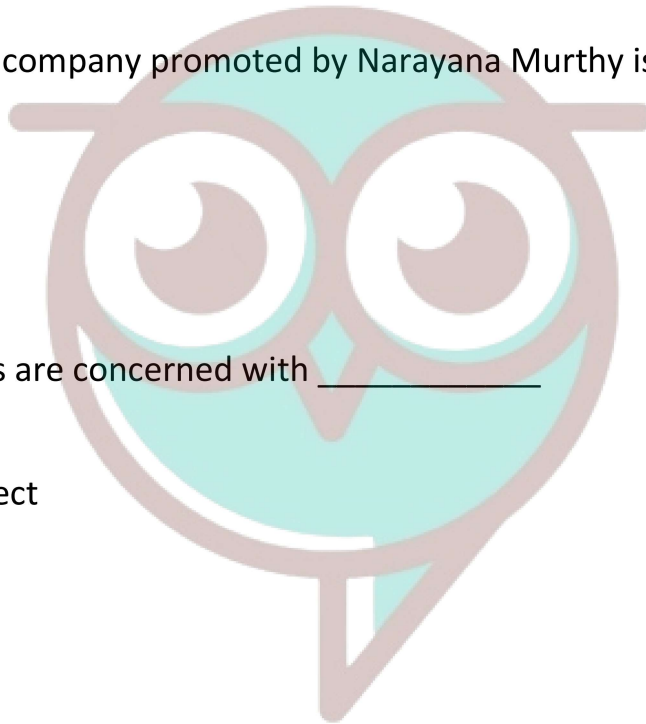 company promoted by Narayana Murthy is
s are concerned with ____________
ect